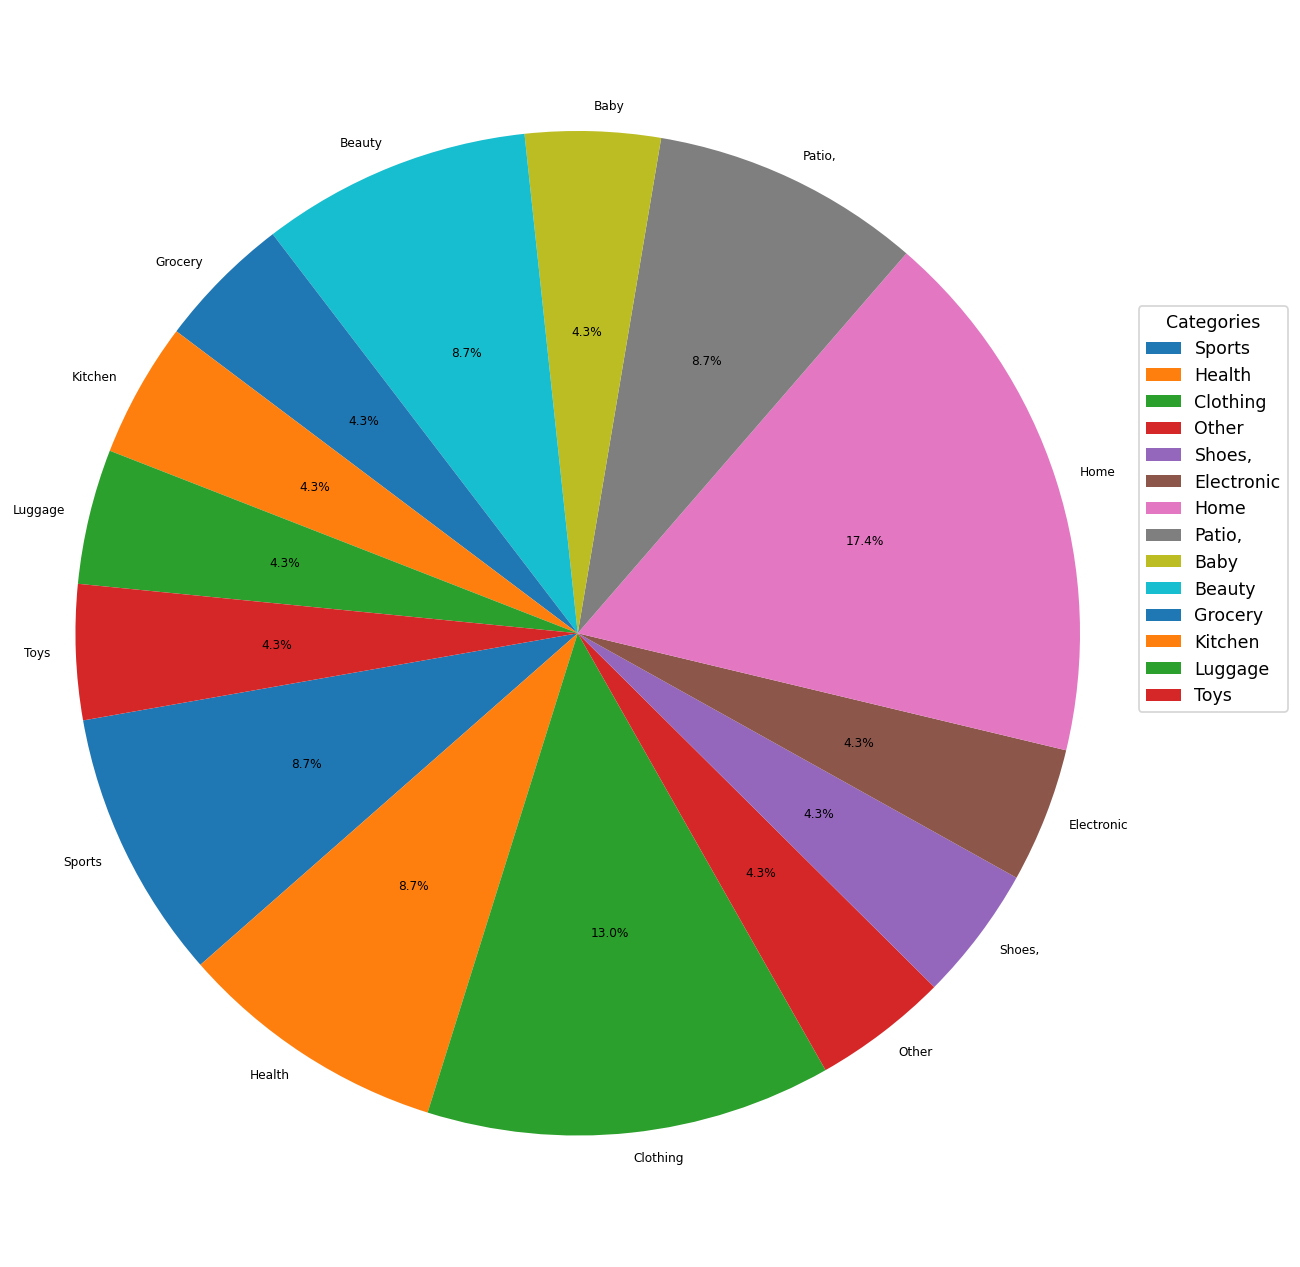 Baby
Beauty
Patio,
Grocery
Categories
Sports
Health
Clothing
Other
Shoes,
Electronic
Home
Patio,
Baby
Beauty
Grocery
Kitchen
Luggage
Toys
4.3%
8.7%
8.7%
Kitchen
4.3%
Home
4.3%
Luggage
17.4%
4.3%
Toys
4.3%
4.3%
8.7%
4.3%
Electronic
Sports
4.3%
8.7%
13.0%
Shoes,
Other
Health
Clothing